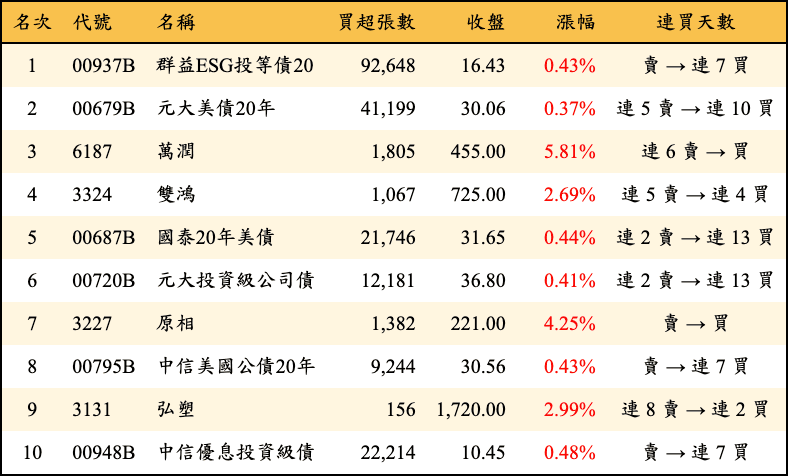 名次 代號 名稱 買超張數 收盤 漲幅 連買天數
1 00937B 群益ESG投等債20 92,648 16.43 0.43% 賣 → 連 7 買
2 00679B 元大美債20年 41,199 30.06 0.37% 連 5 賣 → 連 10 買
3 6187 萬潤 1,805 455.00 5.81% 連 6 賣 → 買
4 3324 雙鴻 1,067 725.00 2.69% 連 5 賣 → 連 4 買
5 00687B 國泰20年美債 21,746 31.65 0.44% 連 2 賣 → 連 13 買
6 00720B 元大投資級公司債 12,181 36.80 0.41% 連 2 賣 → 連 13 買
7 3227 原相 1,382 221.00 4.25% 賣 → 買
8 00795B 中信美國公債20年 9,244 30.56 0.43% 賣 → 連 7 買
9 3131 弘塑 156 1,720.00 2.99% 連 8 賣 → 連 2 買
10 00948B 中信優息投資級債 22,214 10.45 0.48% 賣 → 連 7 買